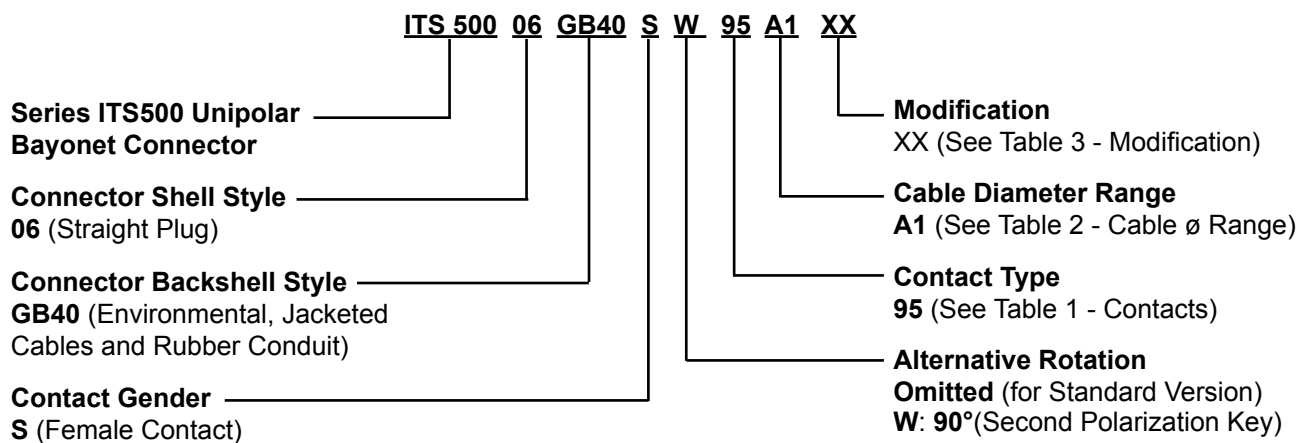 ITS 500 06 GB40 S W 95 A1 XX
Series ITS500 Unipolar
Bayonet Connector
Connector Shell Style
06 (Straight Plug)
Connector Backshell Style
GB40 (Environmental, Jacketed
Cables and Rubber Conduit)
Contact Gender
S (Female Contact)
Modification
XX (See Table 3 - Modification)
Cable Diameter Range
A1 (See Table 2 - Cable ø Range)
Contact Type
95 (See Table 1 - Contacts)
Alternative Rotation
Omitted (for Standard Version)
W: 90°(Second Polarization Key)